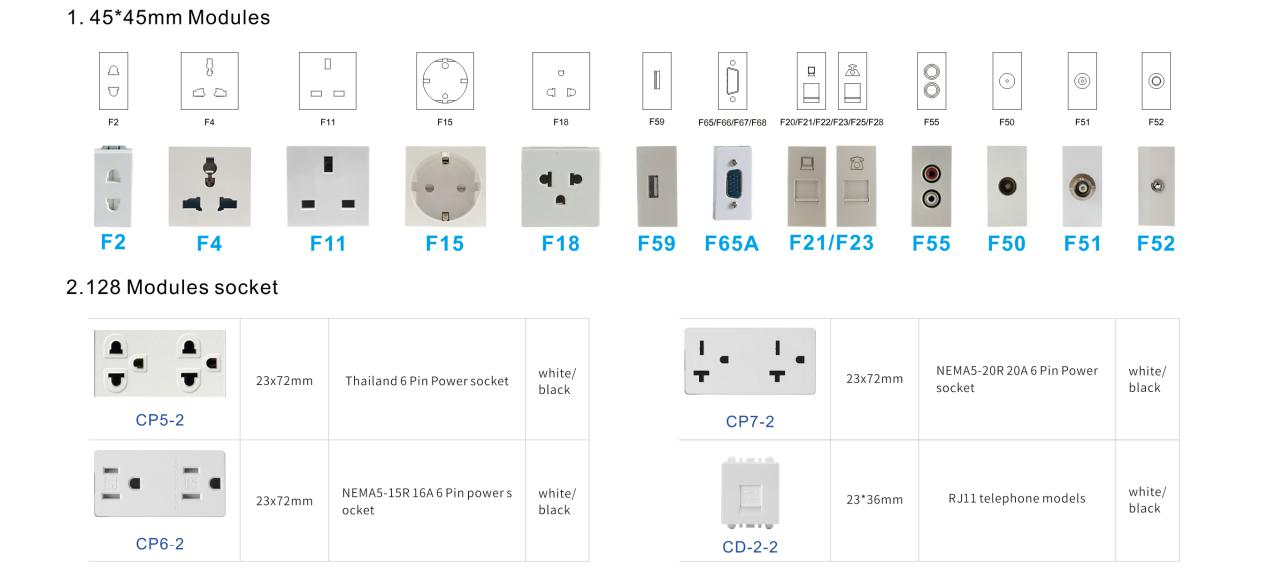 1. 45*45mm Modules
F2
F4
F11
F15
F18
F59
F65/F66/F67/F68
F20/F21/F22/F23/F25/F28
F55
F50
F51
F52
F2
F4
F11
F15
F18
F59
F65A
F21/F23
F55
F50
F51
F52
2.128 Modules socket
CP5-2
23x72mm
Thailand 6 Pin Power socket
white/
black
CP7-2
23x72mm
NEMA5-20R 20A 6 Pin Power
socket
white/
black
CP6-2
23x72mm
NEMA5-15R 16A 6 Pin power s
ocket
white/
black
CD-2-2
23*36mm
RJ11 telephone models
white/
black